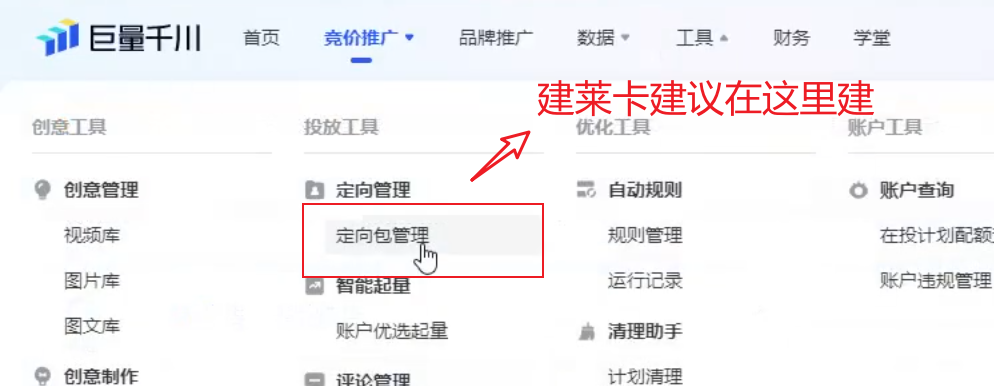 巨量千川 首页 竞价推广 品牌推广 数据 工具 财务 学堂
建莱卡建议在这里建
创意工具 投放工具 优化工具 账户工具
创意管理 定向管理 自动规则 账户查询
视频库 定向包管理 规则管理 在投计划配额
图片库 智能起量 运行记录 账户违规管理
图文库 账户优选起量 清理助手
创意制作 评论管理 计划清理